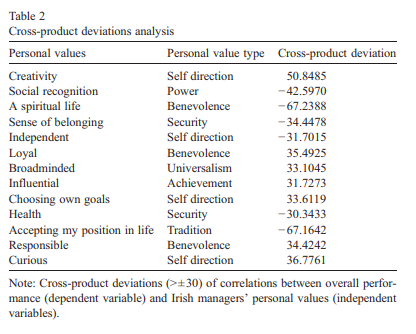 Table 2
Cross-product deviations analysis
Personal values Personal value type Cross-product deviation
Creativity Self direction 50.8485
Social recognition Power −42.5970
A spiritual life Benevolence −67.2388
Sense of belonging Security −34.4478
Independent Self direction −31.7015
Loyal Benevolence 35.4925
Broadminded Universalism 33.1045
Influential Achievement 31.7273
Choosing own goals Self direction 33.6119
Health Security −30.3433
Accepting my position in life Tradition −67.1642
Responsible Benevolence 34.4242
Curious Self direction 36.7761
Note: Cross-product deviations (>±30) of correlations between overall perfor-
mance (dependent variable) and Irish managers' personal values (independent
variables).